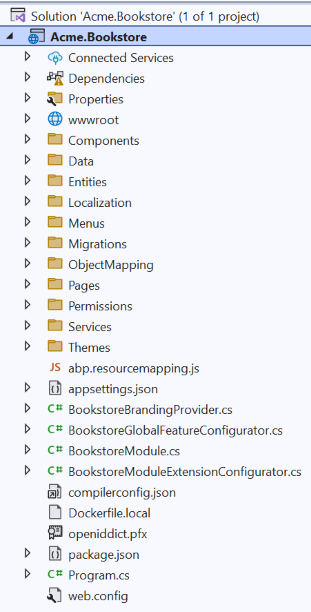 Solution 'Acme.Bookstore' (1 of 1 project)
Acme.Bookstore
Connected Services
Dependencies
Properties
wwwroot
Components
Data
Entities
Localization
Menus
Migrations
ObjectMapping
Pages
Permissions
Services
Themes
JS abp.resourcemapping.js
appsettings.json
C# BookstoreBrandingProvider.cs
C# BookstoreGlobalFeatureConfigurator.cs
C# BookstoreModule.cs
C# BookstoreModuleExtensionConfigurator.cs
compilerconfig.json
Dockerfile.local
openiddict.pfx
package.json
C# Program.cs
web.config